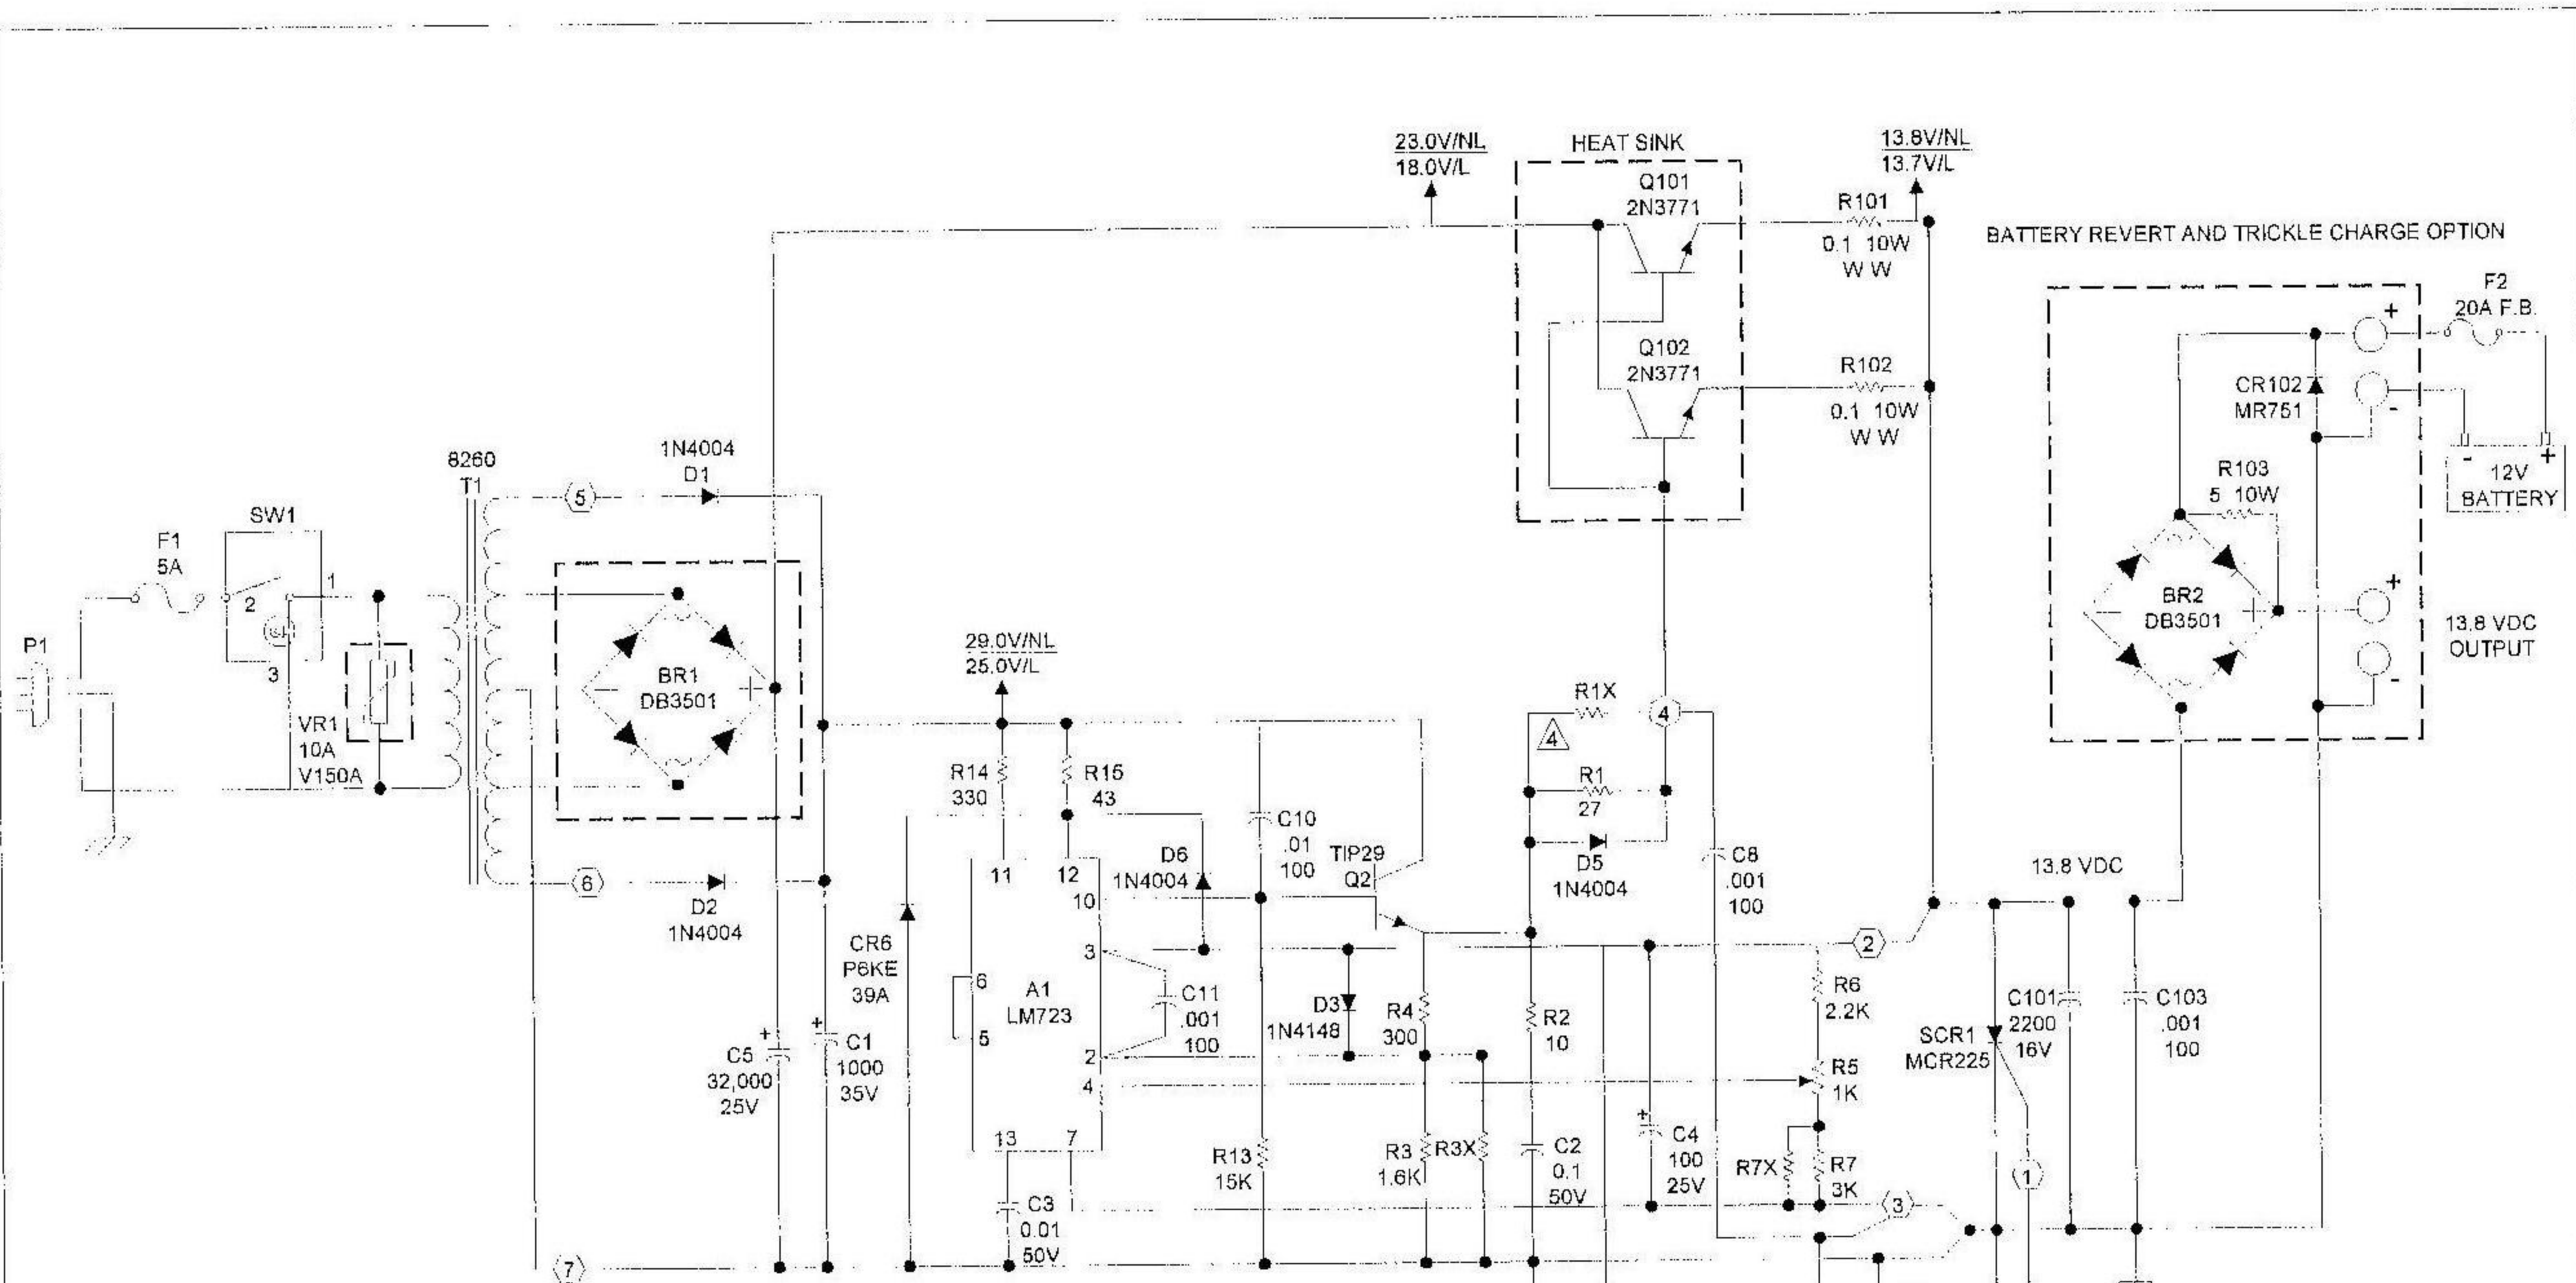 23.0V/NL
18.0V/L
HEAT SINK
13.8V/NL
13.7V/L
Q101
2N3771
R101
0.1 10W
W W
BATTERY REVERT AND TRICKLE CHARGE OPTION
F2
20A F.B.
+
Q102
2N3771
R102
0.1 10W
W W
CR102
MR751
-
1N4004
D1
8260
T1
5
R103
5 10W
- +
12V
BATTERY
SW1
F1
5A
1
2
3
P1
VR1
10A
V150A
BR1
DB3501
- +
29.0V/NL
25.0V/L
BR2
DB3501
- +
+
13.8 VDC
OUTPUT
-
R1X
4
4
R14
330
R15
43
R1
27
C10
.01
100
D5
1N4004
C8
.001
100
13.8 VDC
6
D2
1N4004
11
12
10
3
D6
1N4004
TIP29
Q2
CR6
P6KE
39A
6
5
A1
LM723
C11
.001
100
2
4
D3
1N4148
R4
300
R2
10
2
R6
2.2K
R5
1K
SCR1
MCR225
C101
2200
16V
C103
.001
100
+
C5
32,000
25V
+
C1
1000
35V
13
7
R13
15K
R3
1.6K
R3X
C2
0.1
50V
+
C4
100
25V
R7X
R7
3K
1
C3
0.01
50V
3
7